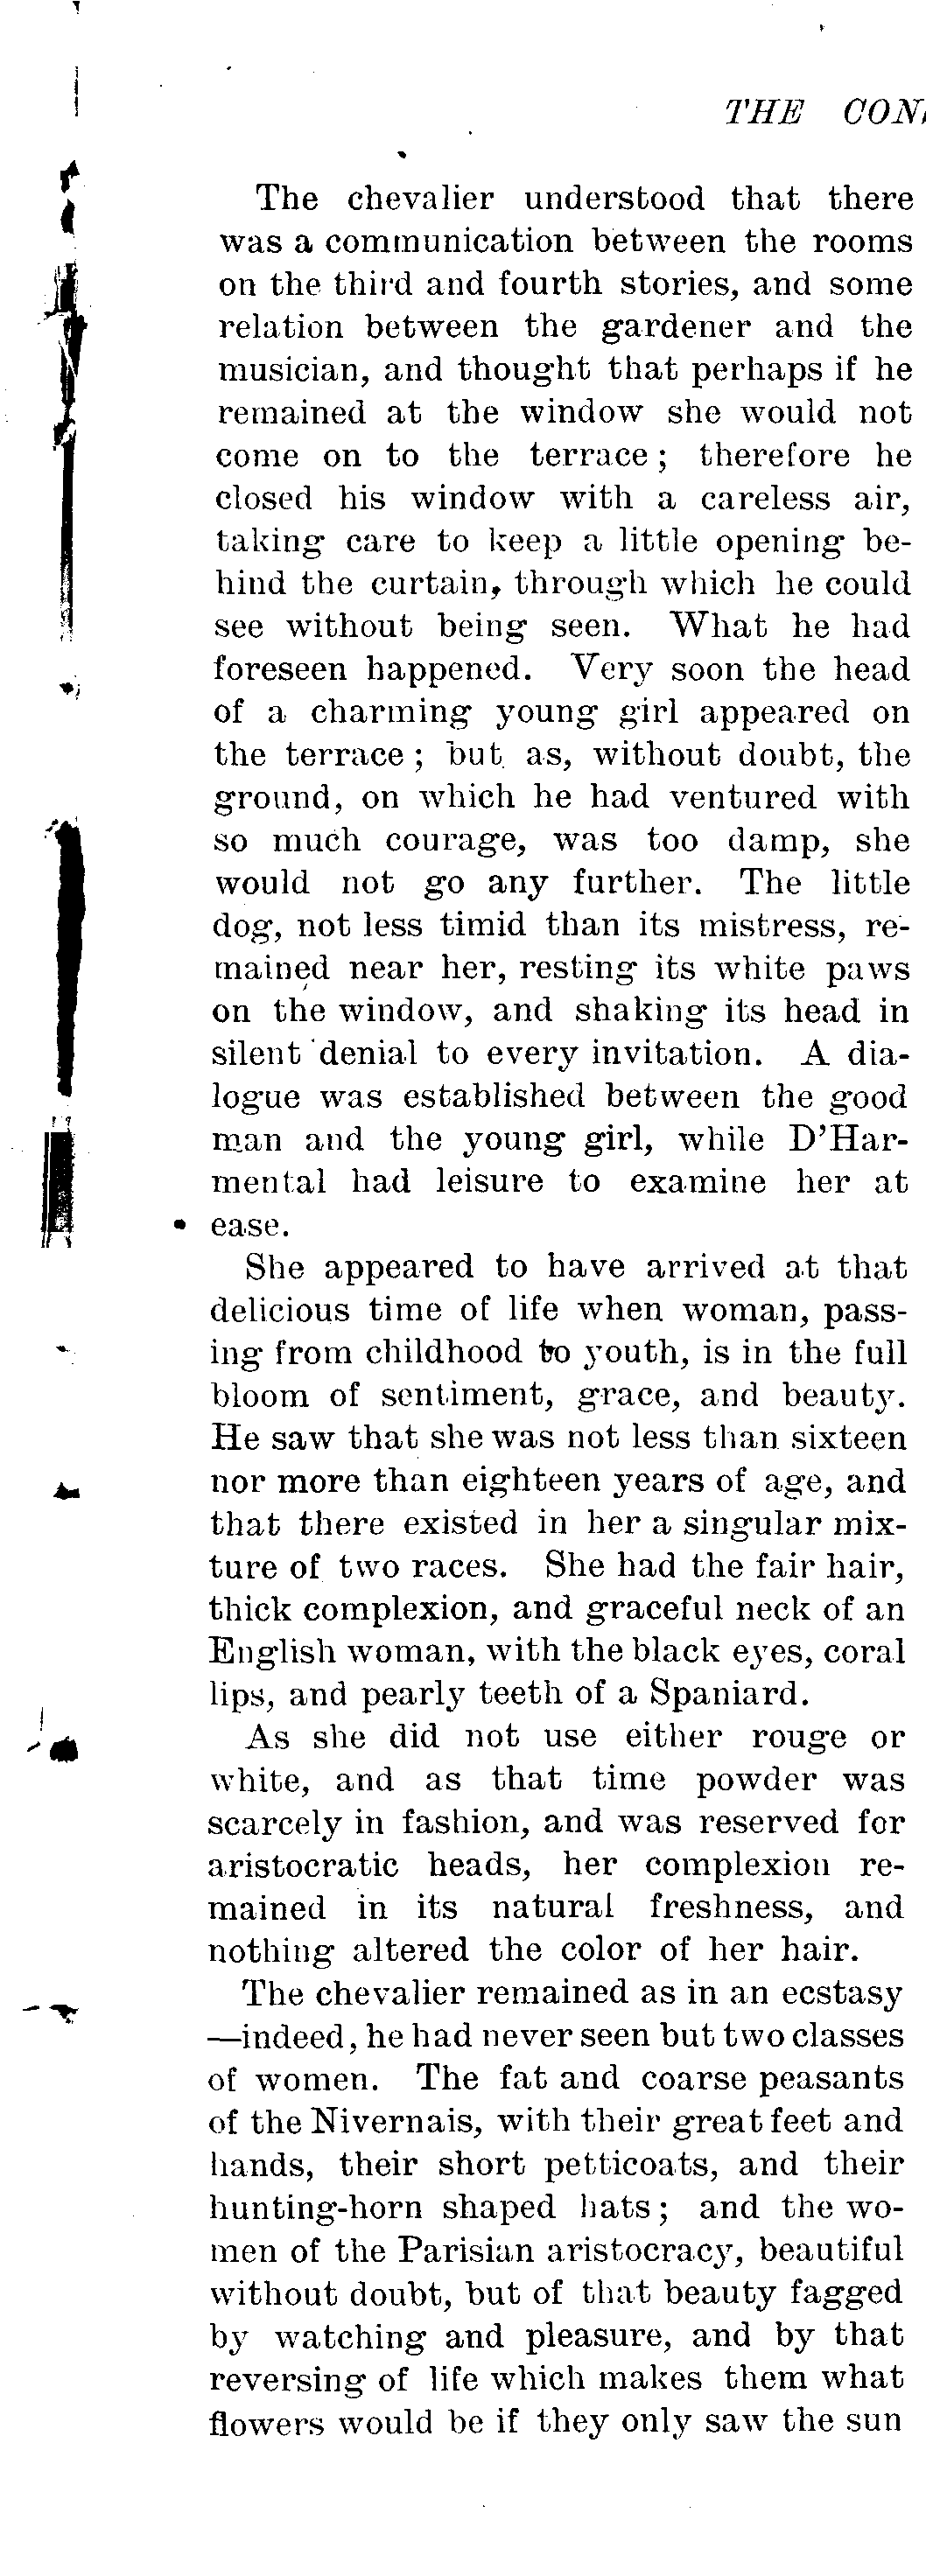 THE CON
The chevalier understood that there
was a communication between the rooms
on the third and fourth stories, and some
relation between the gardener and the
musician, and thought that perhaps if he
remained at the window she would not
come on to the terrace; therefore he
closed his window with a careless air,
taking care to keep a little opening be-
hind the curtain, through which he could
see without being seen. What he had
foreseen happened. Very soon the head
of a charming young girl appeared on
the terrace; but as, without doubt, the
ground, on which he had ventured with
so much courage, was too damp, she
would not go any further. The little
dog, not less timid than its mistress, re-
mained near her, resting its white paws
on the window, and shaking its head in
silent denial to every invitation. A dia-
logue was established between the good
man and the young girl, while D'Har-
mental had leisure to examine her at
ease.
She appeared to have arrived at that
delicious time of life when woman, pass-
ing from childhood to youth, is in the full
bloom of sentiment, grace, and beauty.
He saw that she was not less than sixteen
nor more than eighteen years of age, and
that there existed in her a singular mix-
ture of two races. She had the fair hair,
thick complexion, and graceful neck of an
English woman, with the black eyes, coral
lips, and pearly teeth of a Spaniard.
As she did not use either rouge or
white, and as that time powder was
scarcely in fashion, and was reserved for
aristocratic heads, her complexion re-
mained in its natural freshness, and
nothing altered the color of her hair.
The chevalier remained as in an ecstasy
—indeed, he had never seen but two classes
of women. The fat and coarse peasants
of the Nivernais, with their great feet and
hands, their short petticoats, and their
hunting-horn shaped hats; and the wo-
men of the Parisian aristocracy, beautiful
without doubt, but of that beauty fagged
by watching and pleasure, and by that
reversing of life which makes them what
flowers would be if they only saw the sun